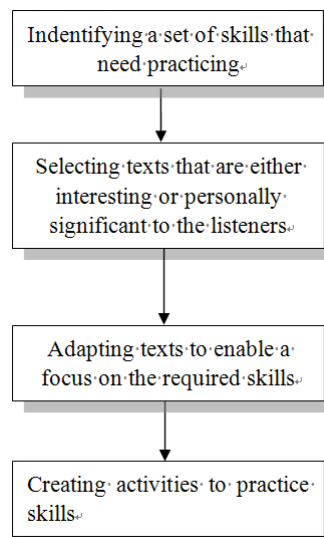 Indentifying a set of skills that
need practicing
Selecting texts that are either
interesting or personally
significant to the listeners
Adapting texts to enable a
focus on the required skills
Creating activities to practice
skills